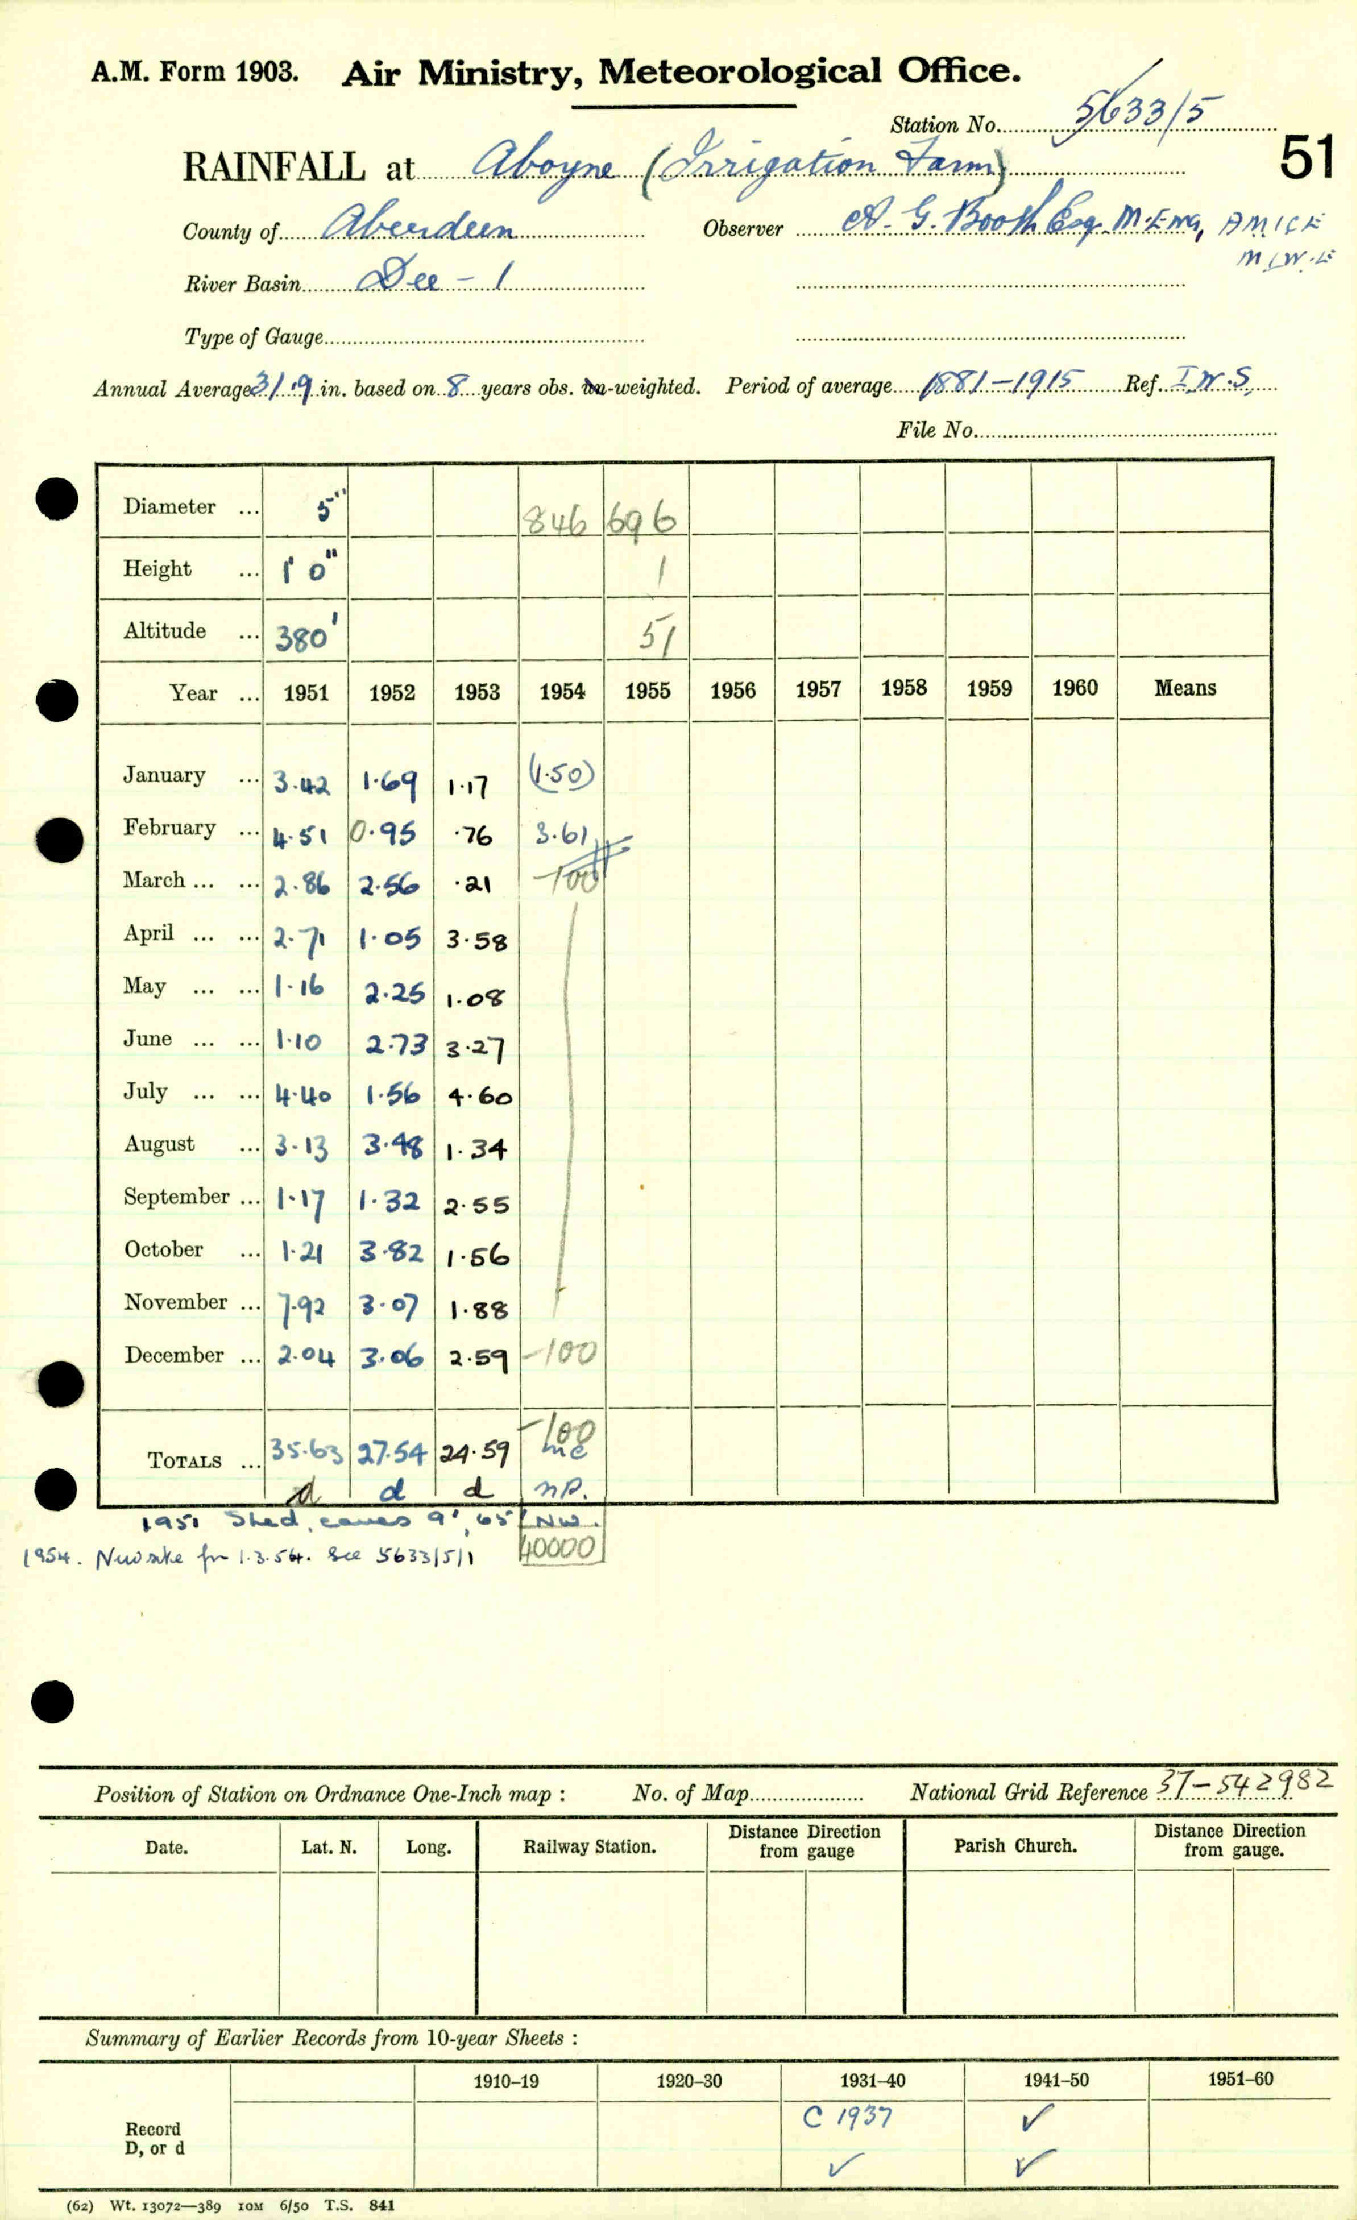 A.M. Form 1903. Air Ministry, Meteorological Office.
Station No. 5633/5
RAINFALL at Aboyne (Irrigation Farm)
51
County of Aberdeen Observer A. G. Booth Esq. M.Eng, AMICE
M.I.W.E
River Basin Dee - 1
Type of Gauge
Annual Average 31.9 in. based on 8 years obs. un-weighted. Period of average 1881-1915 Ref. I.W.S.
File No.
Diameter ... 5" 846 696
Height ... 1' 0" 1
Altitude ... 380' 51
Year ... 1951 1952 1953 1954 1955 1956 1957 1958 1959 1960 Means
January ... 3.42 1.69 1.17 (1.50)
February ... 4.51 0.95 .76 3.61
March ... ... 2.86 2.56 .21 -100
April ... ... 2.71 1.05 3.58
May ... ... 1.16 2.25 1.08
June ... ... 1.10 2.73 3.27
July ... ... 4.40 1.56 4.60
August ... 3.13 3.48 1.34
September ... 1.17 1.32 2.55
October ... 1.21 3.82 1.56
November ... 7.92 3.07 1.88
December ... 2.04 3.06 2.59 -100
-100
TOTALS ... 35.63 27.54 24.59 inc
d d d np.
1951 Shed, eaves 9', 65' NW.
1954. New site fr 1.3.54. See 5633/5/1 40000
Position of Station on Ordnance One-Inch map : No. of Map National Grid Reference 37-542982
Date. Lat. N. Long. Railway Station. Distance from Direction gauge Parish Church. Distance from Direction gauge.
Summary of Earlier Records from 10-year Sheets :
1910-19 1920-30 1931-40 1941-50 1951-60
Record C 1937 ✓
D, or d ✓ ✓
(62) Wt. 13072—389 10M 6/50 T.S. 841